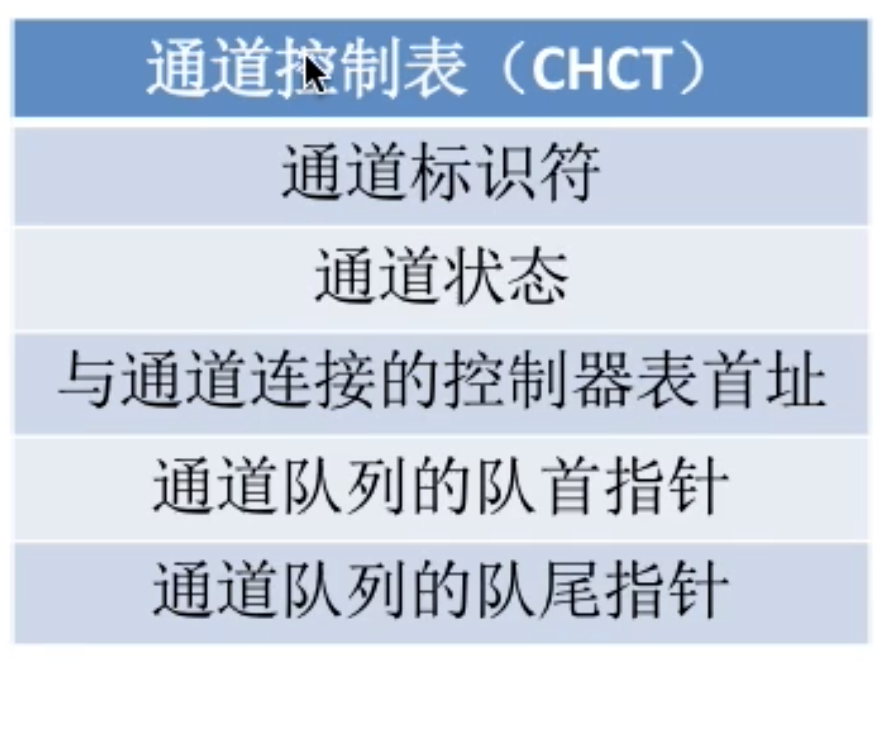 通道控制表（CHCT）
通道标识符
通道状态
与通道连接的控制器表首址
通道队列的队首指针
通道队列的队尾指针